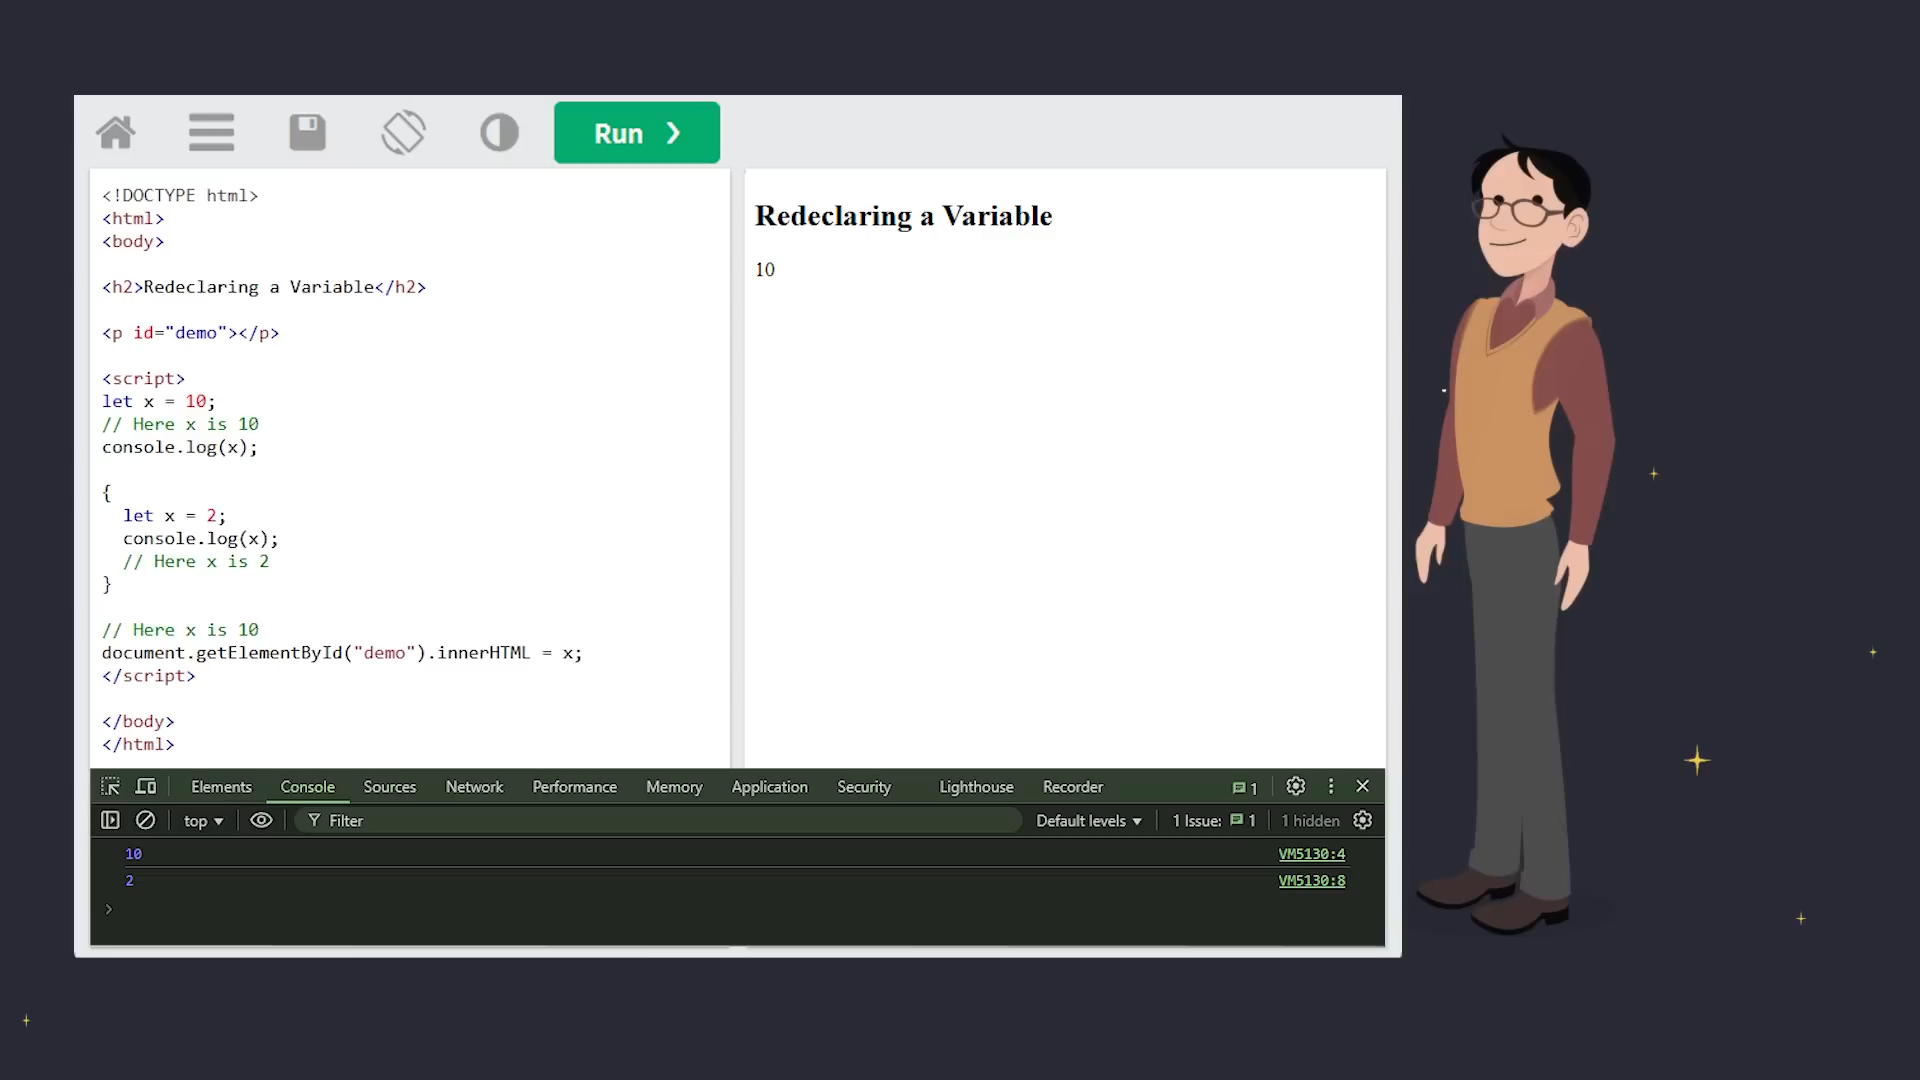 Run ❯
<!DOCTYPE html>
<html>
<body>
<h2>Redeclaring a Variable</h2>
<p id="demo"></p>
<script>
let x = 10;
// Here x is 10
console.log(x);
{
let x = 2;
console.log(x);
// Here x is 2
}
// Here x is 10
document.getElementById("demo").innerHTML = x;
</script>
</body>
</html>
Redeclaring a Variable
10
Elements Console Sources Network Performance Memory Application Security Lighthouse Recorder 1
top Filter Default levels 1 Issue: 1 1 hidden
10 VM5130:4
2 VM5130:8
>